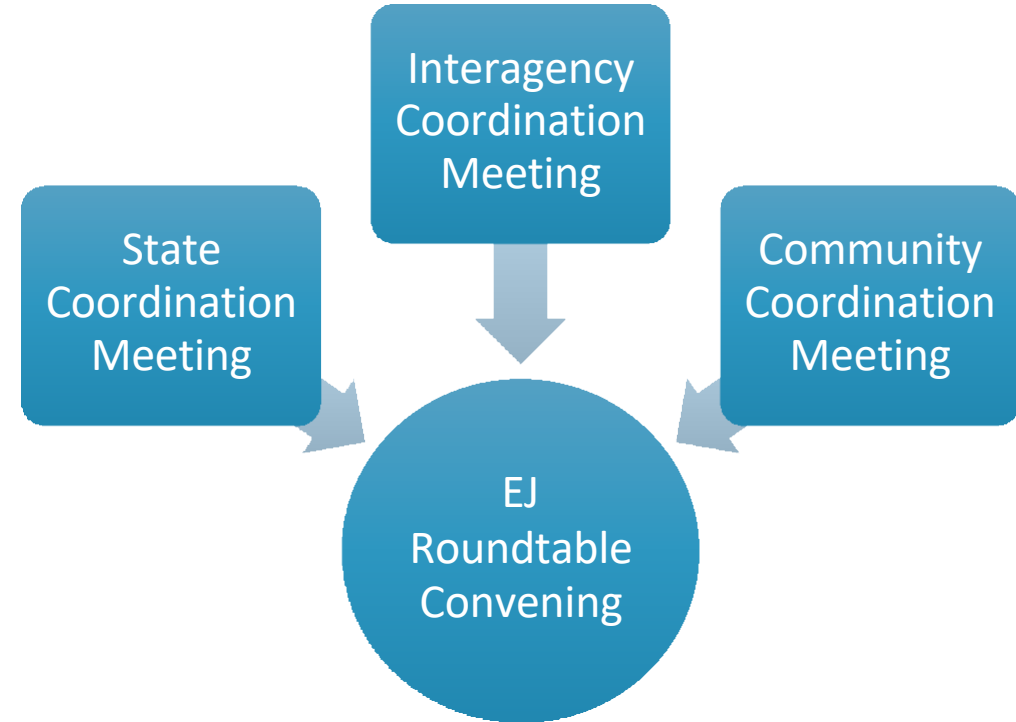 Interagency
Coordination
Meeting
State
Coordination
Meeting
Community
Coordination
Meeting
EJ
Roundtable
Convening